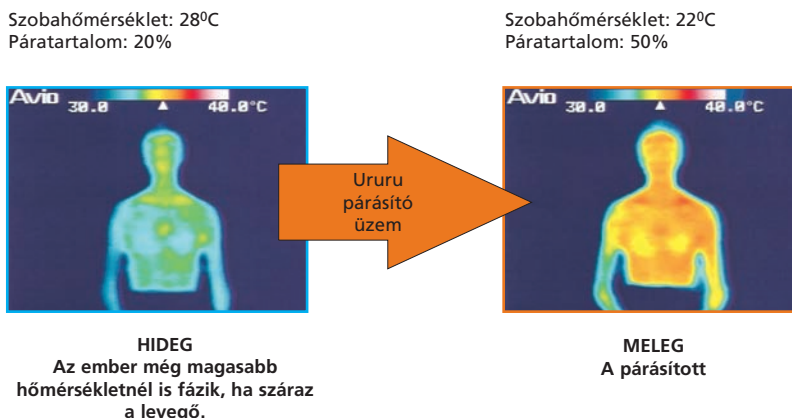 Szobahőmérséklet: 28⁰C
Páratartalom: 20%
Szobahőmérséklet: 22⁰C
Páratartalom: 50%
Avio
30.0 40.0°C
Avio
30.0 40.0°C
Ururu
párásító
üzem
HIDEG
Az ember még magasabb
hőmérsékletnél is fázik, ha száraz
a levegő.
MELEG
A párásított